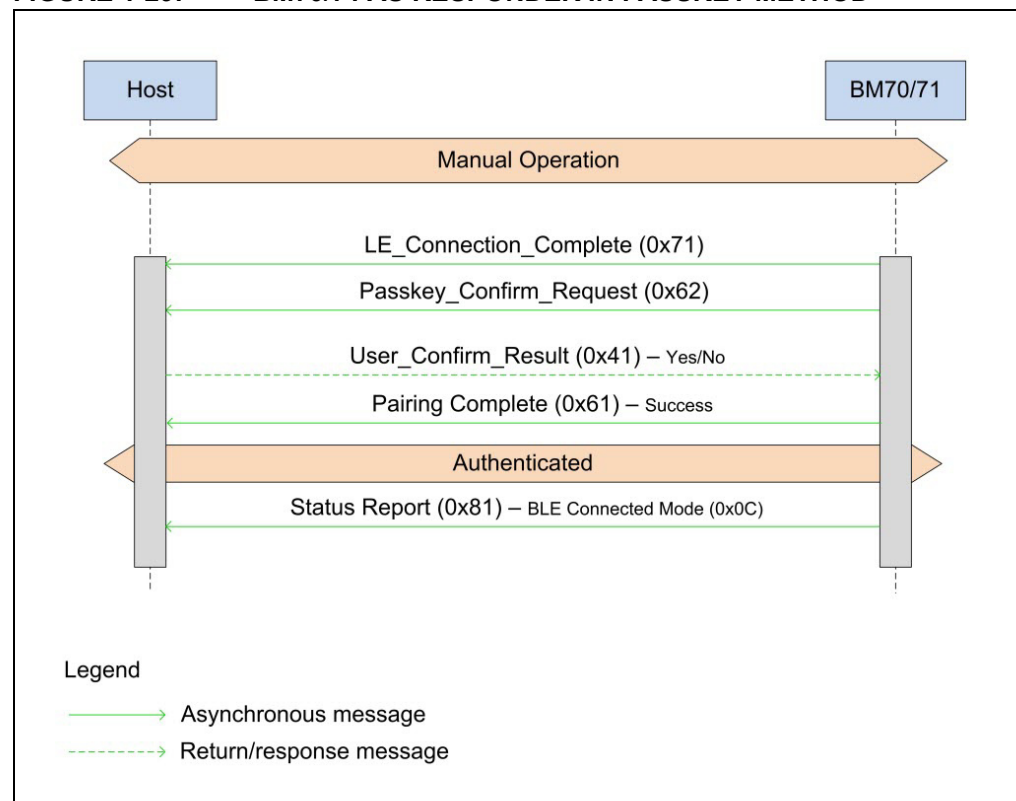 Host
BM70/71
Manual Operation
LE_Connection_Complete (0x71)
Passkey_Confirm_Request (0x62)
User_Confirm_Result (0x41) – Yes/No
Pairing Complete (0x61) – Success
Authenticated
Status Report (0x81) – BLE Connected Mode (0x0C)
Legend
Asynchronous message
Return/response message